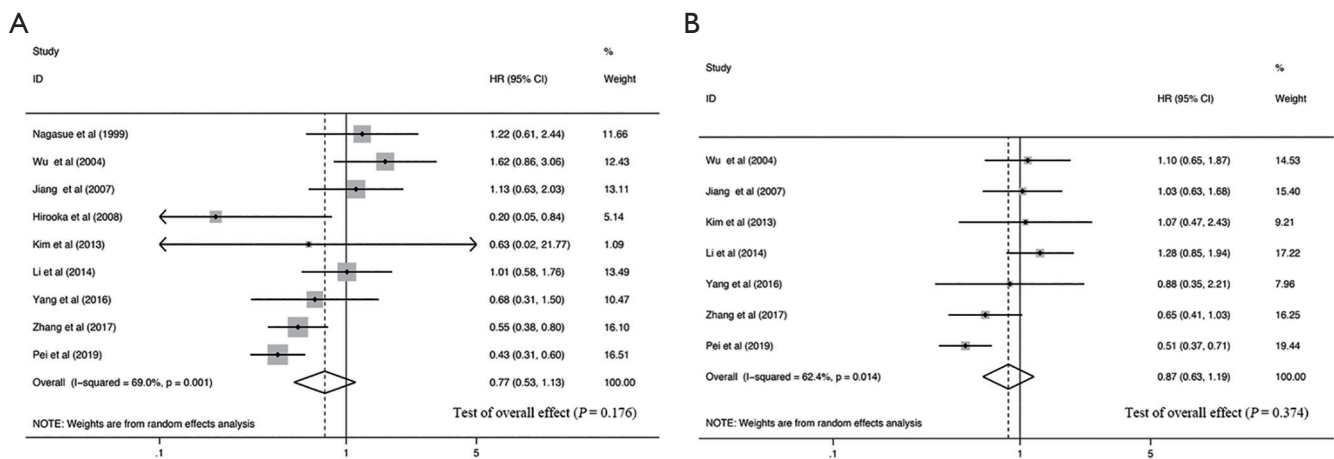 A
Study %
ID HR (95% CI) Weight
Nagasue et al (1999) 1.22 (0.61, 2.44) 11.66
Wu et al (2004) 1.62 (0.86, 3.06) 12.43
Jiang et al (2007) 1.13 (0.63, 2.03) 13.11
Hirooka et al (2008) 0.20 (0.05, 0.84) 5.14
Kim et al (2013) 0.63 (0.02, 21.77) 1.09
Li et al (2014) 1.01 (0.58, 1.76) 13.49
Yang et al (2016) 0.68 (0.31, 1.50) 10.47
Zhang et al (2017) 0.55 (0.38, 0.80) 16.10
Pei et al (2019) 0.43 (0.31, 0.60) 16.51
Overall (I-squared = 69.0%, p = 0.001) 0.77 (0.53, 1.13) 100.00
Test of overall effect (P = 0.176)
NOTE: Weights are from random effects analysis
.1 1 5
B
Study %
ID HR (95% CI) Weight
Wu et al (2004) 1.10 (0.65, 1.87) 14.53
Jiang et al (2007) 1.03 (0.63, 1.68) 15.40
Kim et al (2013) 1.07 (0.47, 2.43) 9.21
Li et al (2014) 1.28 (0.85, 1.94) 17.22
Yang et al (2016) 0.88 (0.35, 2.21) 7.96
Zhang et al (2017) 0.65 (0.41, 1.03) 16.25
Pei et al (2019) 0.51 (0.37, 0.71) 19.44
Overall (I-squared = 62.4%, p = 0.014) 0.87 (0.63, 1.19) 100.00
Test of overall effect (P = 0.374)
NOTE: Weights are from random effects analysis
.1 1 5